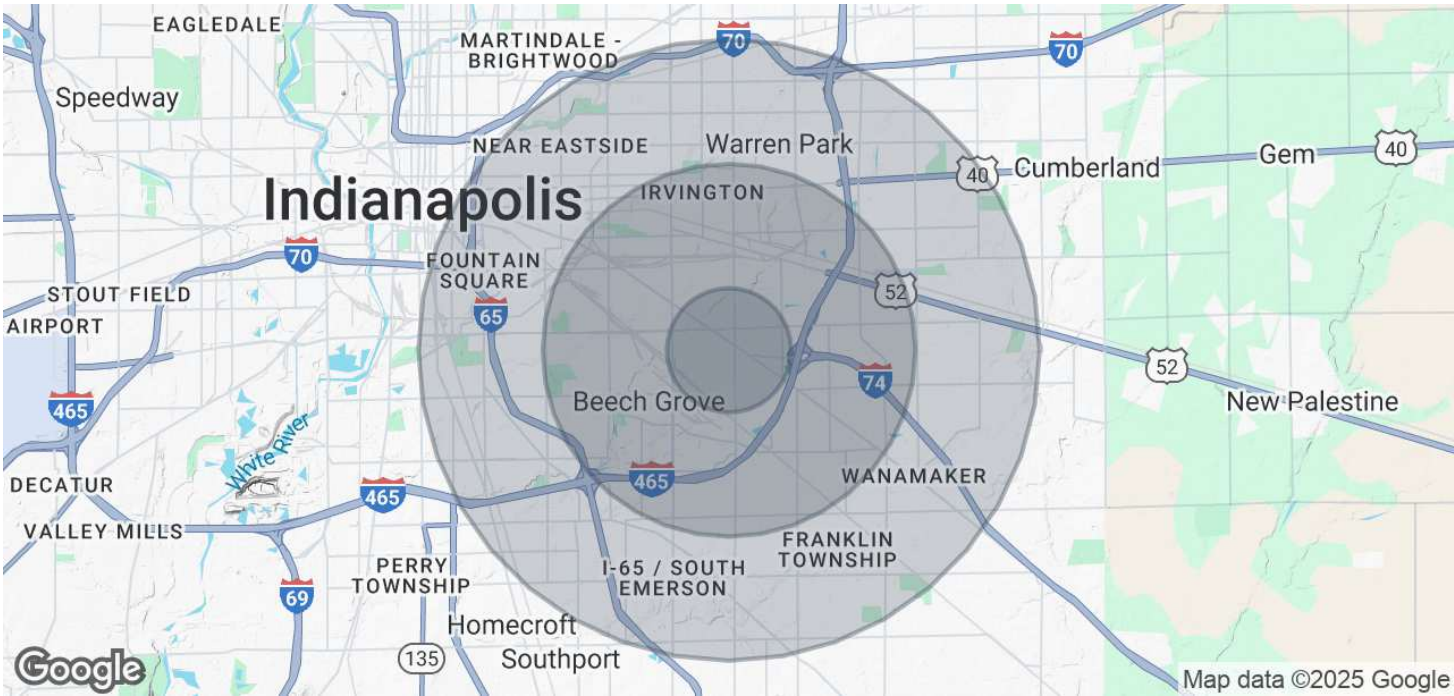 EAGLEDALE
MARTINDALE -
BRIGHTWOOD
70
70
Speedway
NEAR EASTSIDE
Warren Park
Cumberland
Gem
40
40
Indianapolis
IRVINGTON
70
FOUNTAIN
SQUARE
STOUT FIELD
52
65
AIRPORT
52
74
465
Beech Grove
New Palestine
White River
465
WANAMAKER
DECATUR
465
VALLEY MILLS
FRANKLIN
TOWNSHIP
PERRY
TOWNSHIP
I-65 / SOUTH
EMERSON
69
Homecroft
135
Southport
Google
Map data ©2025 Google